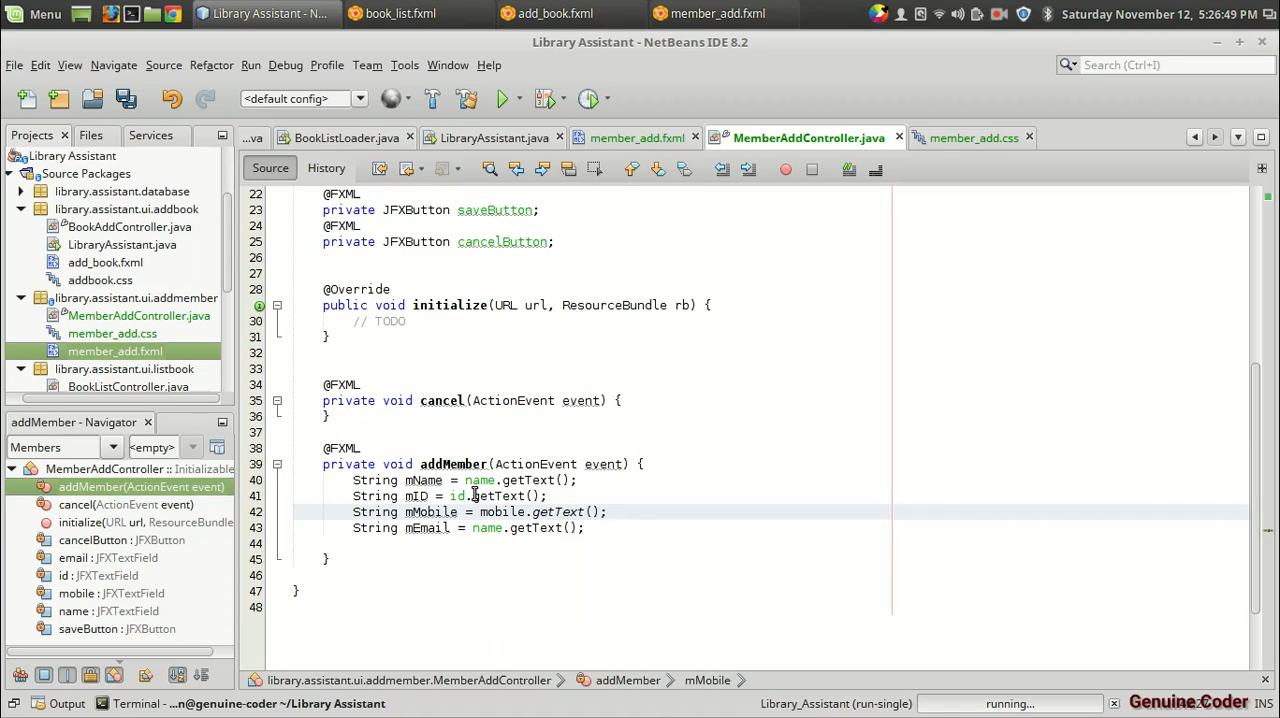 Menu
Library Assistant - N...
book_list.fxml
add_book.fxml
member_add.fxml
Saturday November 12, 5:26:49 PM
Library Assistant - NetBeans IDE 8.2
File Edit View Navigate Source Refactor Run Debug Profile Team Tools Window Help
Search (Ctrl+I)
<default config>
Projects
Files
Services
...va
BookListLoader.java
LibraryAssistant.java
member_add.fxml
MemberAddController.java
member_add.css
Library Assistant
Source Packages
library.assistant.database
library.assistant.ui.addbook
BookAddController.java
LibraryAssistant.java
add_book.fxml
addbook.css
library.assistant.ui.addmember
MemberAddController.java
member_add.css
member_add.fxml
library.assistant.ui.listbook
BookListController.java
addMember - Navigator
Members
<empty>
MemberAddController :: Initializabl
addMember(ActionEvent event)
cancel(ActionEvent event)
initialize(URL url, ResourceBundle
cancelButton : JFXButton
email : JFXTextField
id : JFXTextField
mobile : JFXTextField
name : JFXTextField
saveButton : JFXButton
Source
History
22 @FXML
23 private JFXButton saveButton;
24 @FXML
25 private JFXButton cancelButton;
26
27
28 @Override
29 public void initialize(URL url, ResourceBundle rb) {
30 // TODO
31 }
32
33
34 @FXML
35 private void cancel(ActionEvent event) {
36 }
37
38 @FXML
39 private void addMember(ActionEvent event) {
40 String mName = name.getText();
41 String mID = id.getText();
42 String mMobile = mobile.getText();
43 String mEmail = name.getText();
44
45 }
46
47 }
48
library.assistant.ui.addmember.MemberAddController
addMember
mMobile
Output
Terminal - ...n@genuine-coder ~/Library Assistant
Library_Assistant (run-single)
running...
Genuine Coder
INS